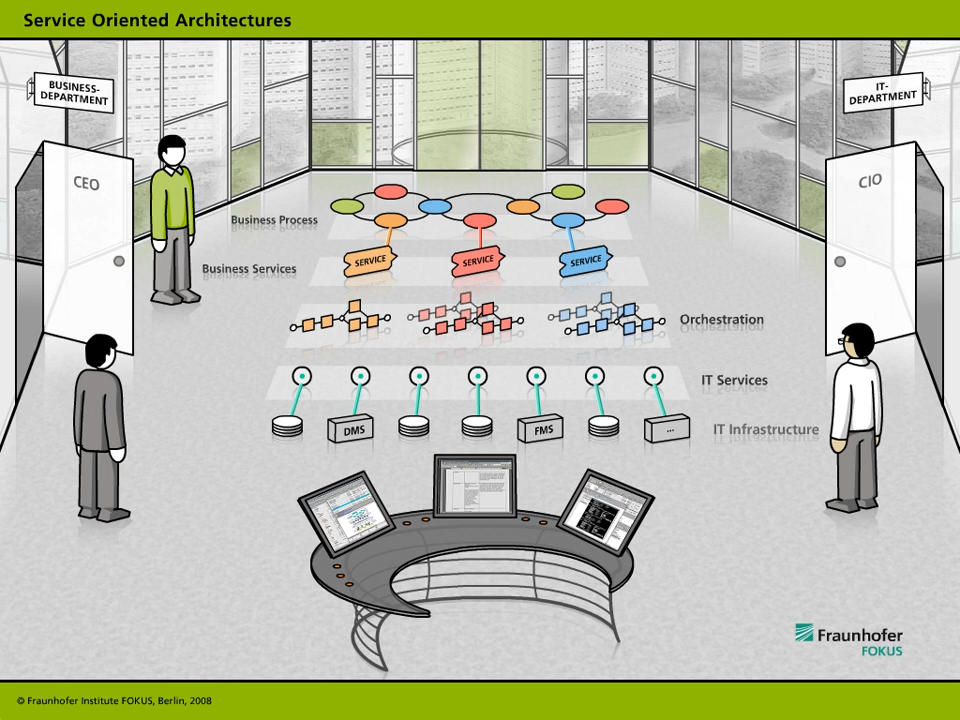 Service Oriented Architectures
BUSINESS-
DEPARTMENT
IT-
DEPARTMENT
CEO
CIO
Business Process
SERVICE
SERVICE
SERVICE
Business Services
Orchestration
IT Services
DMS
FMS
...
IT Infrastructure
Fraunhofer
FOKUS
© Fraunhofer Institute FOKUS, Berlin, 2008